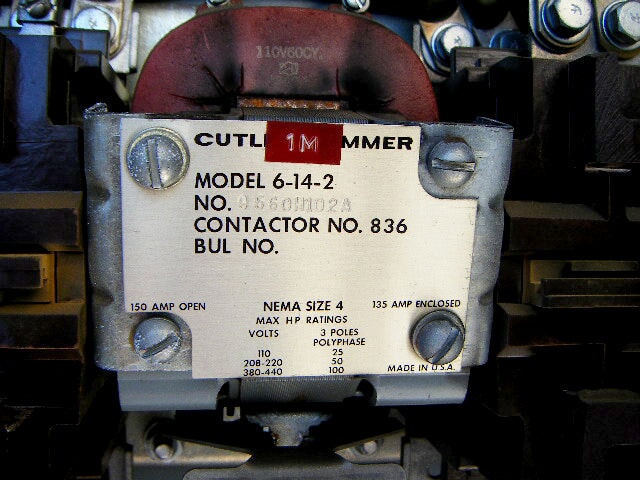 110V60CY.
CUTL 1M MMER
MODEL 6-14-2
NO. 9560H102A
CONTACTOR NO. 836
BUL NO.
150 AMP OPEN NEMA SIZE 4 135 AMP ENCLOSED
MAX HP RATINGS
VOLTS 3 POLES
POLYPHASE
110 25
208-220 50
380-440 100
MADE IN U.S.A.